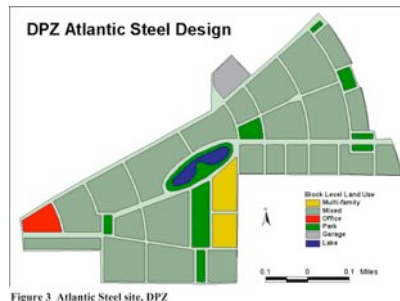 DPZ Atlantic Steel Design
Block Level Land Use
Multi-family
Mixed
Office
Park
Garage
Lake
0.1 0 0.1 Miles
Figure 3 Atlantic Steel site, DPZ